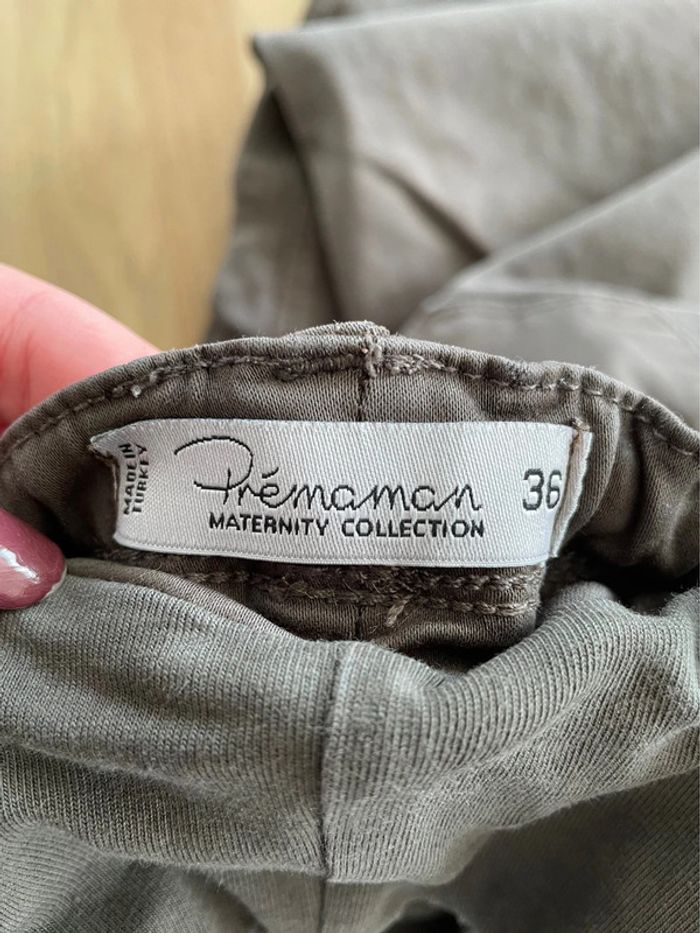 MADE IN
TURKEY
Prémaman
MATERNITY COLLECTION
36